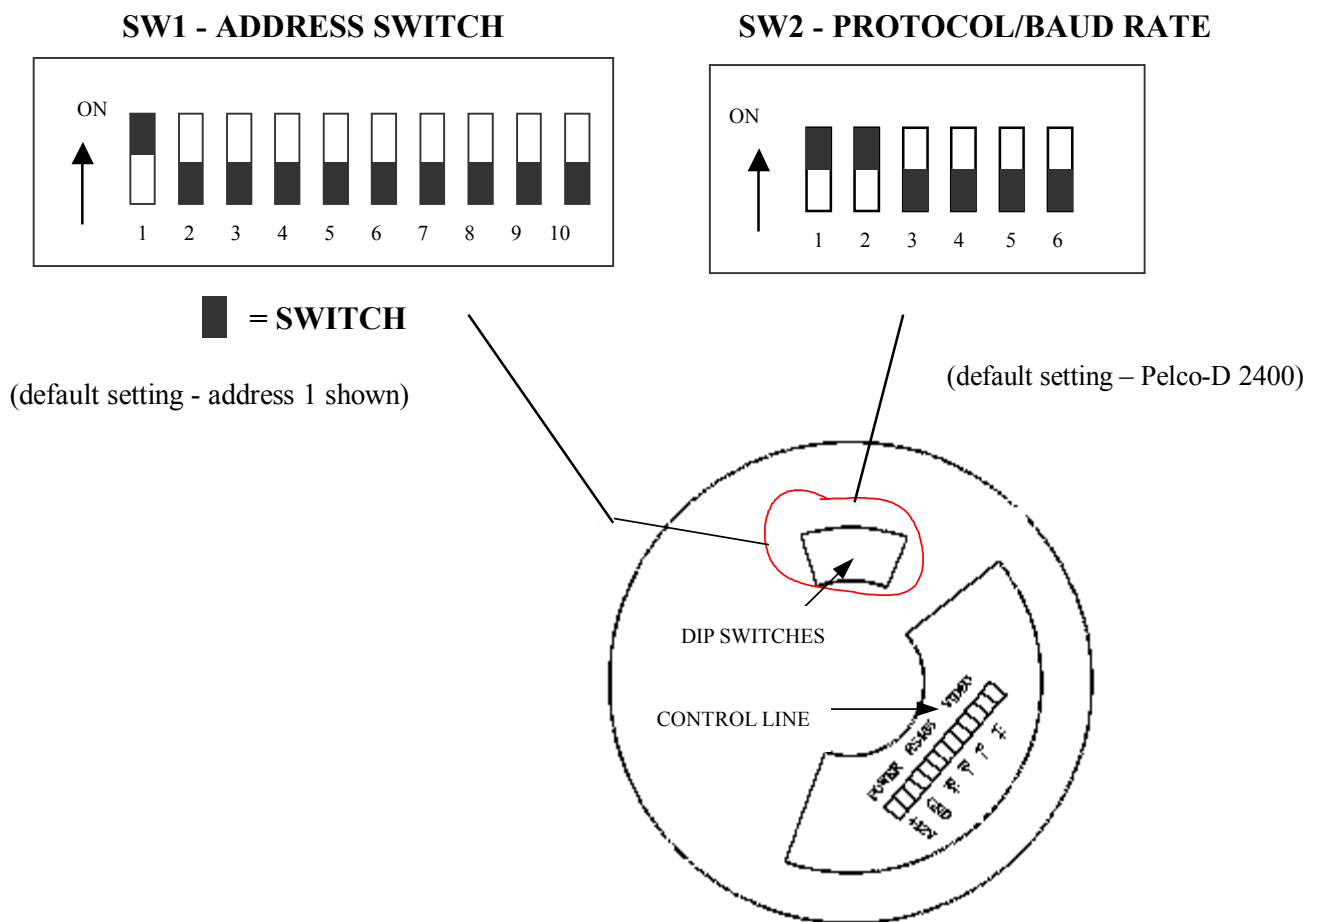 SW1 - ADDRESS SWITCH
SW2 - PROTOCOL/BAUD RATE
ON
1 2 3 4 5 6 7 8 9 10
ON
1 2 3 4 5 6
= SWITCH
(default setting - address 1 shown)
(default setting – Pelco-D 2400)
DIP SWITCHES
CONTROL LINE
POWER RS485 VIDEO
+12V
GND